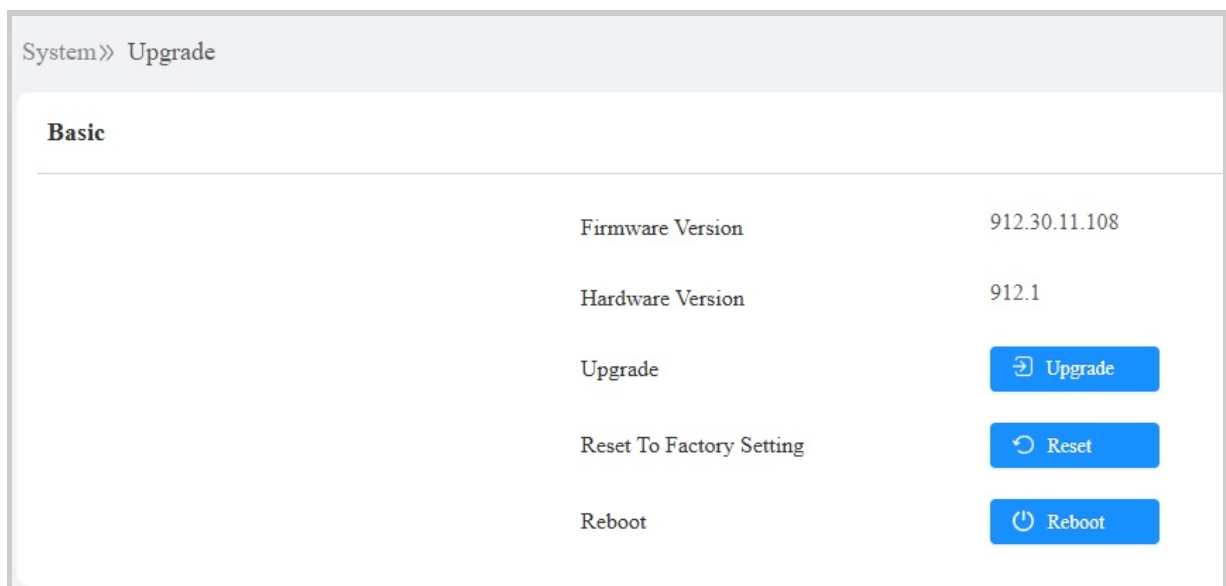 System» Upgrade
Basic
Firmware Version 912.30.11.108
Hardware Version 912.1
Upgrade Upgrade
Reset To Factory Setting Reset
Reboot Reboot